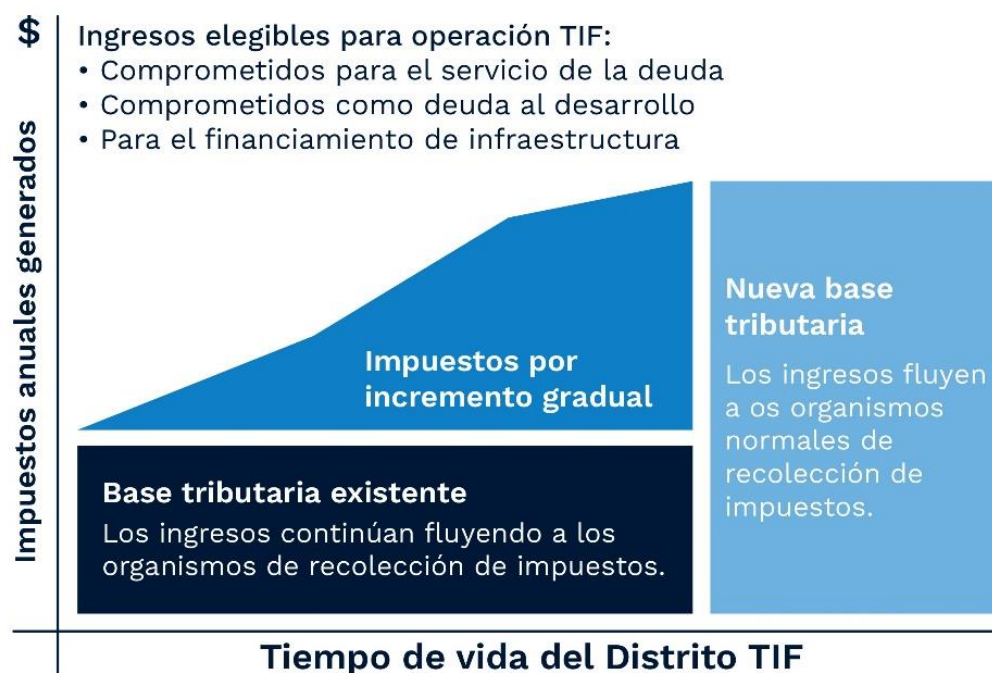 $
Impuestos anuales generados
Ingresos elegibles para operación TIF:
• Comprometidos para el servicio de la deuda
• Comprometidos como deuda al desarrollo
• Para el financiamiento de infraestructura
Impuestos por
incremento gradual
Base tributaria existente
Los ingresos continúan fluyendo a los
organismos de recolección de impuestos.
Nueva base
tributaria
Los ingresos fluyen
a os organismos
normales de
recolección de
impuestos.
Tiempo de vida del Distrito TIF